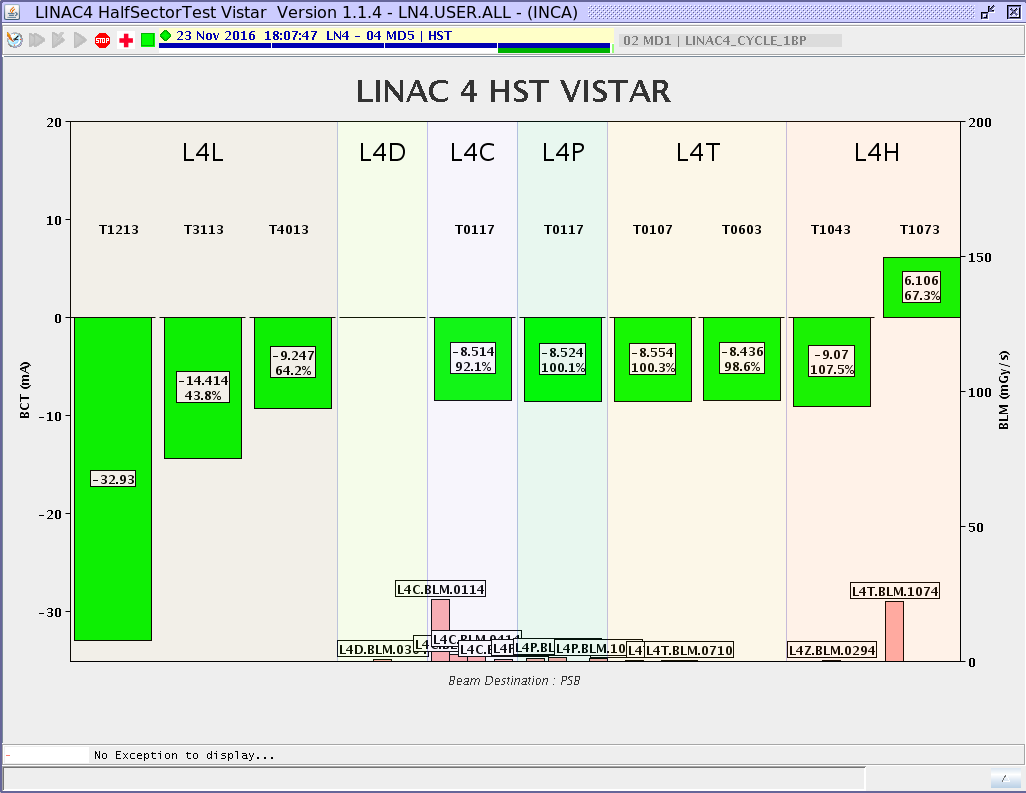 LINAC4 HalfSectorTest Vistar  Version 1.1.4 - LN4.USER.ALL - (INCA)
STOP 23 Nov 2016 18:07:47 LN4 - 04 MD5 | HST 02 MD1 | LINAC4_CYCLE_1BP
LINAC 4 HST VISTAR
L4L L4D L4C L4P L4T L4H
T1213 T3113 T4013 T0117 T0117 T0107 T0603 T1043 T1073
20
10
0
-10
-20
-30
BCT (mA)
200
150
100
50
0
BLM (mGy/s)
-32.93
-14.414
43.8%
-9.247
64.2%
-8.514
92.1%
-8.524
100.1%
-8.554
100.3%
-8.436
98.6%
-9.07
107.5%
6.106
67.3%
L4C.BLM.0114
L4T.BLM.1074
L4T.BLM.0710
L4Z.BLM.0294
Beam Destination : PSB
No Exception to display...